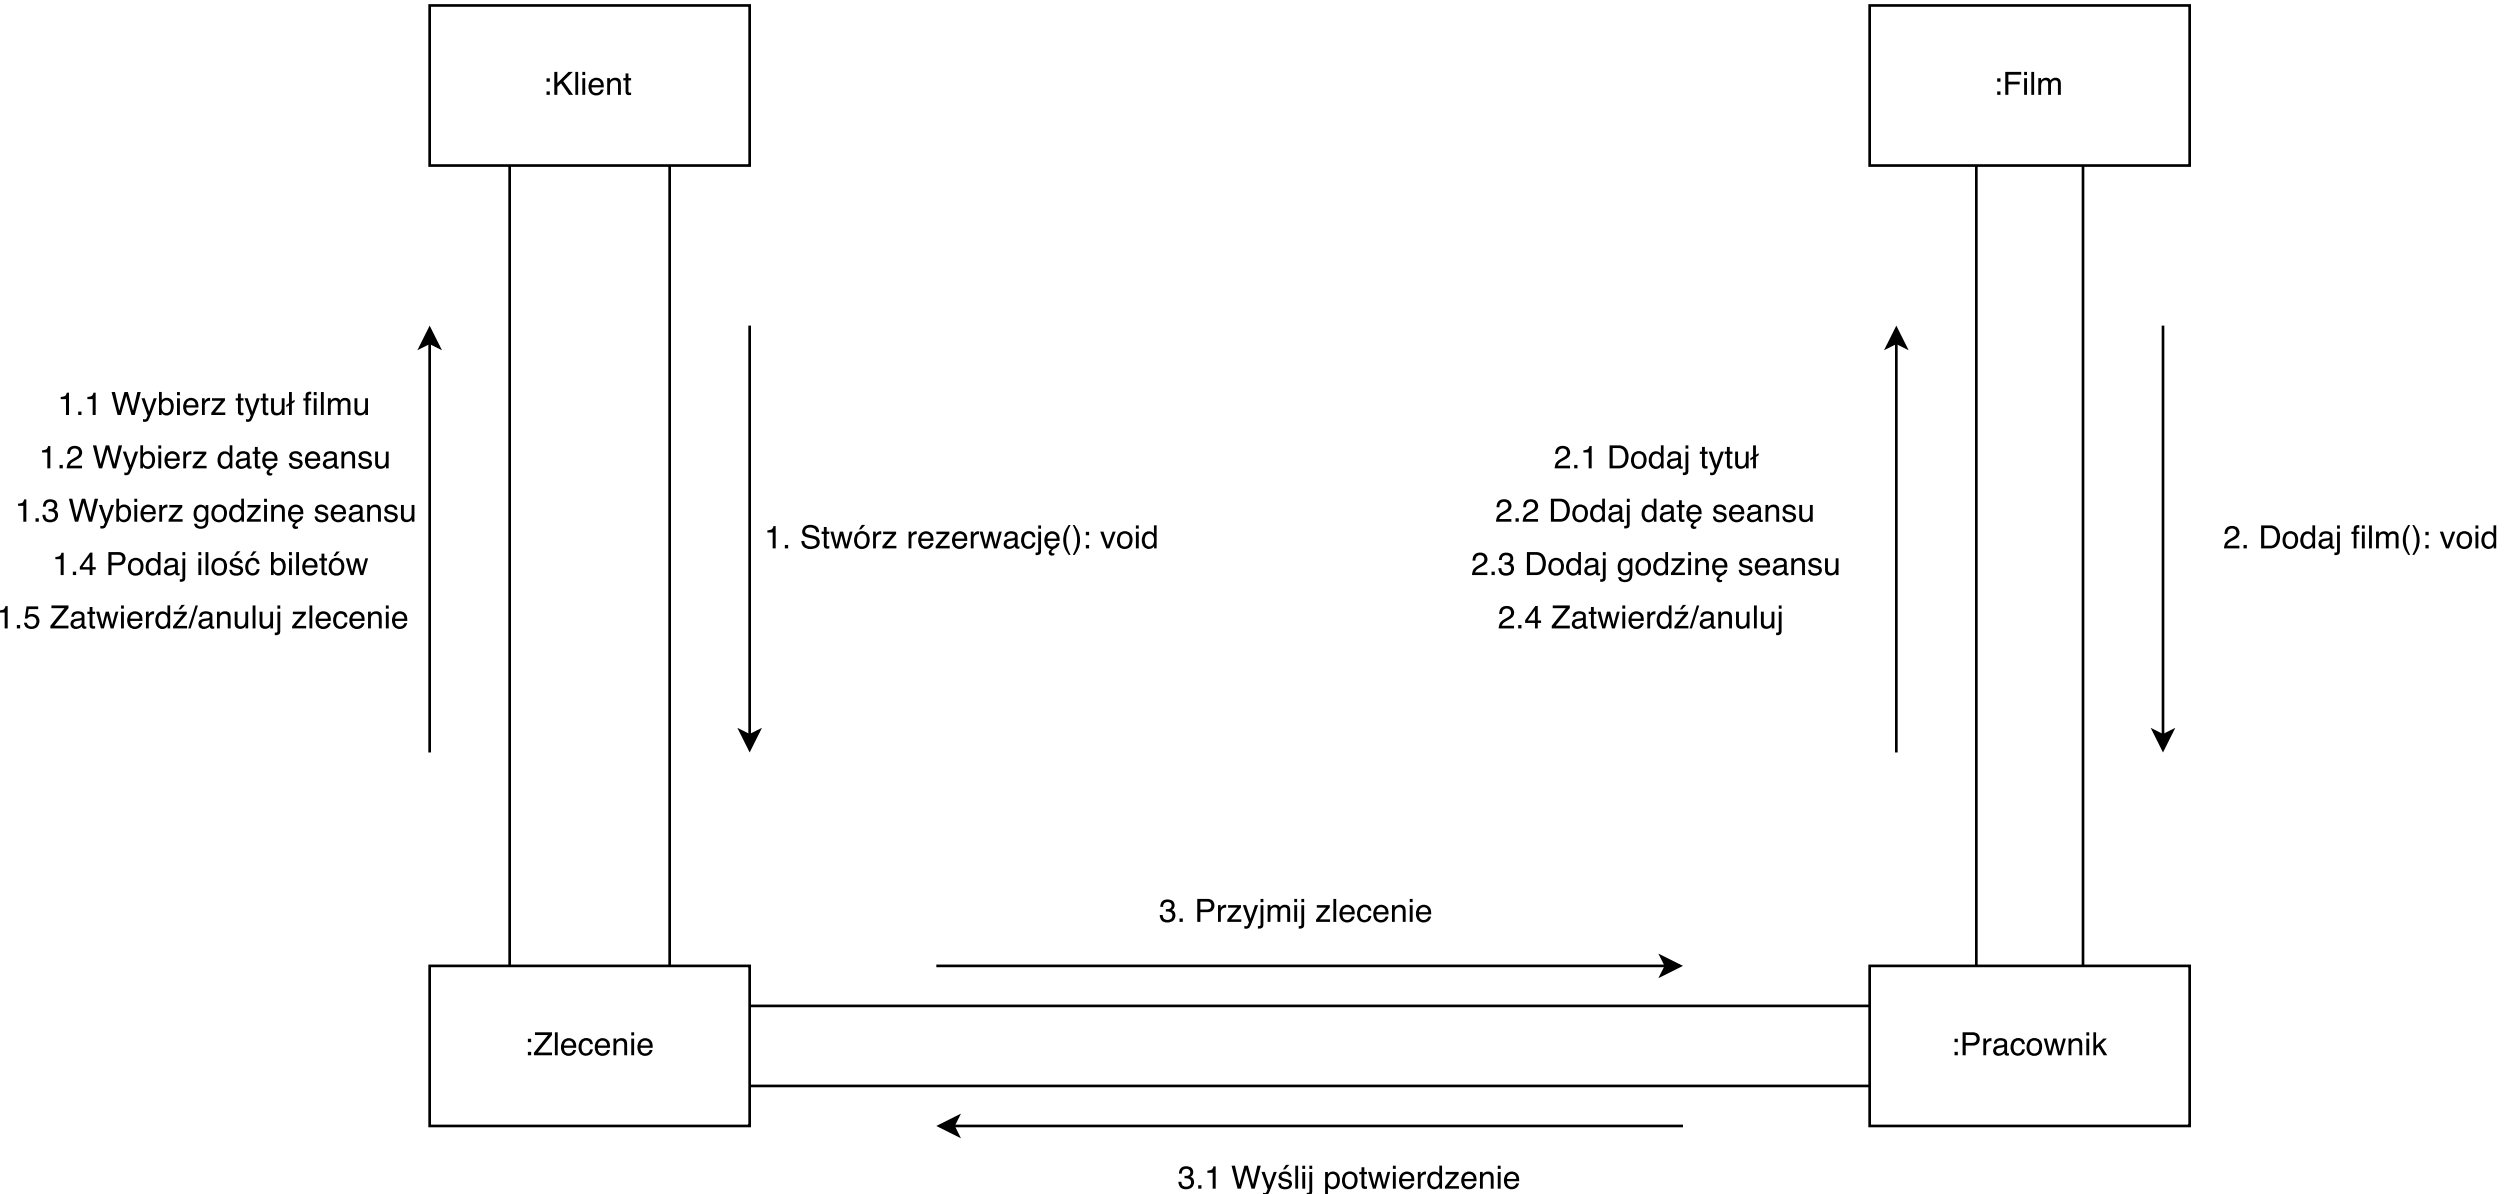 :Klient
:Film
1.1 Wybierz tytuł filmu
1.2 Wybierz datę seansu
1.3 Wybierz godzinę seansu
1.4 Podaj ilość biletów
1.5 Zatwierdź/anuluj zlecenie
1. Stwórz rezerwację(): void
2.1 Dodaj tytuł
2.2 Dodaj datę seansu
2.3 Dodaj godzinę seansu
2.4 Zatwierdź/anuluj
2. Dodaj film(): void
3. Przyjmij zlecenie
:Zlecenie
:Pracownik
3.1 Wyślij potwierdzenie